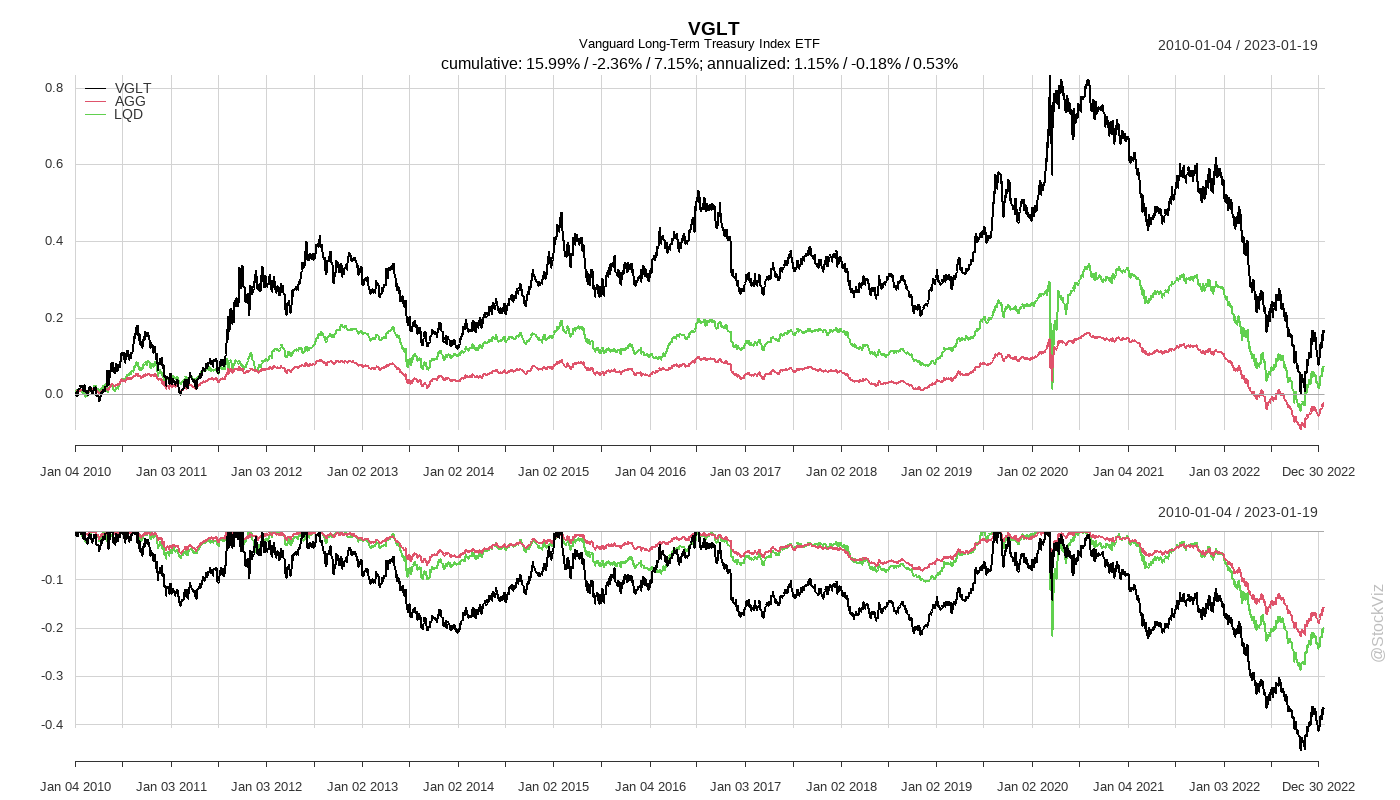 VGLT
Vanguard Long-Term Treasury Index ETF
2010-01-04 / 2023-01-19
cumulative: 15.99% / -2.36% / 7.15%; annualized: 1.15% / -0.18% / 0.53%
VGLT
AGG
LQD
0.8
0.6
0.4
0.2
0.0
Jan 04 2010 Jan 03 2011 Jan 03 2012 Jan 02 2013 Jan 02 2014 Jan 02 2015 Jan 04 2016 Jan 03 2017 Jan 02 2018 Jan 02 2019 Jan 02 2020 Jan 04 2021 Jan 03 2022 Dec 30 2022
2010-01-04 / 2023-01-19
-0.1
-0.2
-0.3
-0.4
Jan 04 2010 Jan 03 2011 Jan 03 2012 Jan 02 2013 Jan 02 2014 Jan 02 2015 Jan 04 2016 Jan 03 2017 Jan 02 2018 Jan 02 2019 Jan 02 2020 Jan 04 2021 Jan 03 2022 Dec 30 2022
@StockViz